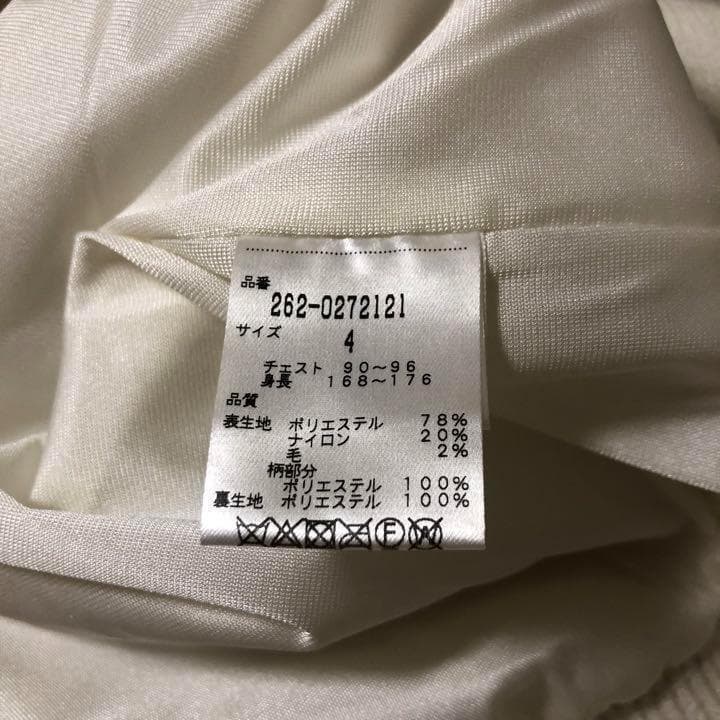 品番
262-0272121
サイズ
4
チェスト 90～96
身長 168～176
品質
表生地 ポリエステル 78%
ナイロン 20%
毛 2%
柄部分
ポリエステル 100%
裏生地 ポリエステル 100%
F W